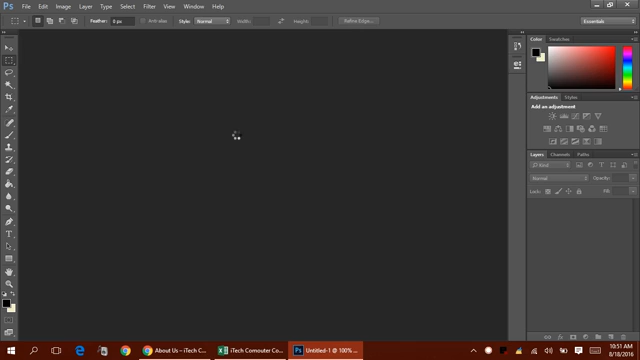 Ps File Edit Image Layer Type Select Filter View Window Help
Feather: 0 px Anti-alias Style: Normal Width: Height: Refine Edge... Essentials
Color Swatches
Adjustments Styles
Add an adjustment
Layers Channels Paths
Kind
Normal Opacity:
Lock: Fill:
About Us – iTech C...
iTech Comouter Co...
Ps Untitled-1 @ 100% ...
10:51 AM
8/18/2016